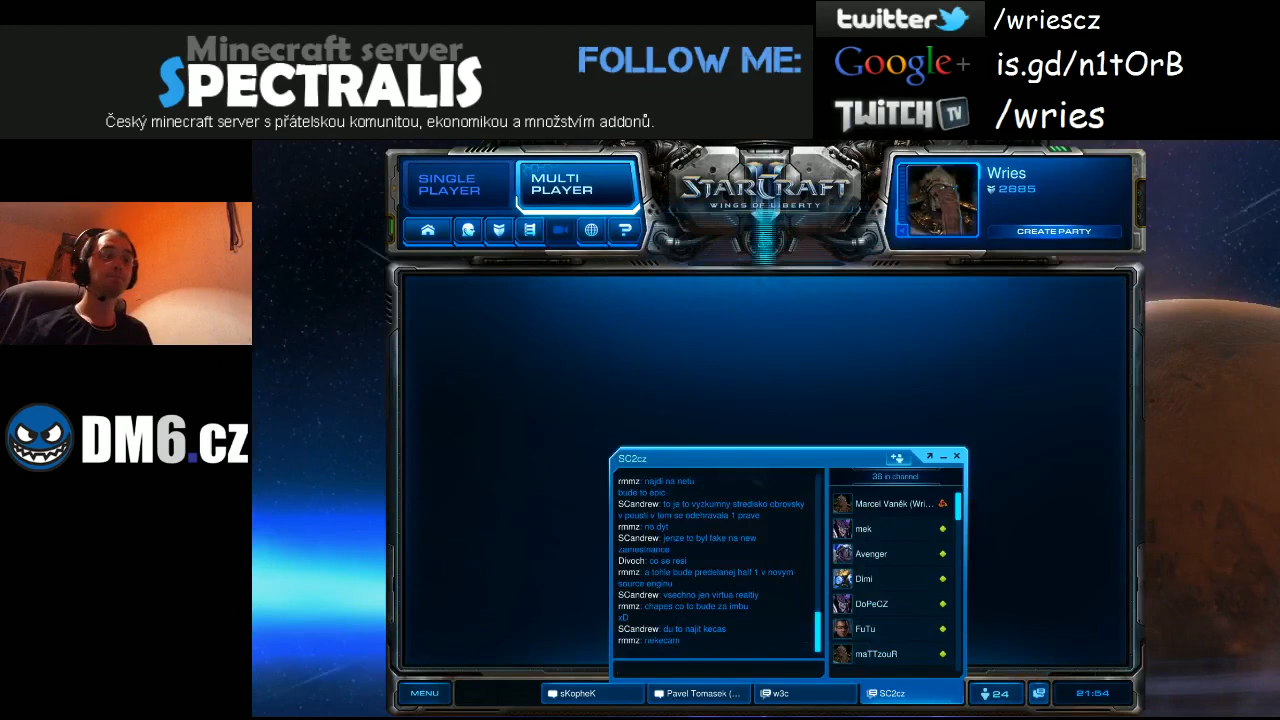 Minecraft server
SPECTRALIS
Český minecraft server s přátelskou komunitou, ekonomikou a množstvím addonů.
FOLLOW ME:
twitter /wriescz
Google+ is.gd/n1tOrB
TWITCH TV /wries
SINGLE PLAYER
MULTI PLAYER
STARCRAFT II
WINGS OF LIBERTY
Wries
2885
CREATE PARTY
?
DM6.cz
SC2cz
rmmz: najdi na netu
bude to epic
SCandrew: to je to vyzkumny stredisko obrovsky
v pousti v tom se odehravala 1 prave
rmmz: no dyt
SCandrew: jenze to byl fake na new
zamestnance
Divoch: co se resi
rmmz: a tohle bude predelanej half 1 v novym
source enginu
SCandrew: vsechno jen virtua reatliy
rmmz: chapes co to bude za imbu
xD
SCandrew: du to najit kecas
rmmz: nekecam
36 in channel
Marcel Vaněk (Wri...
mek
Avenger
Dimi
DoPeCZ
FuTu
maTTzouR
MENU
sKopheK
Pavel Tomasek (...
w3c
SC2cz
24
21:54